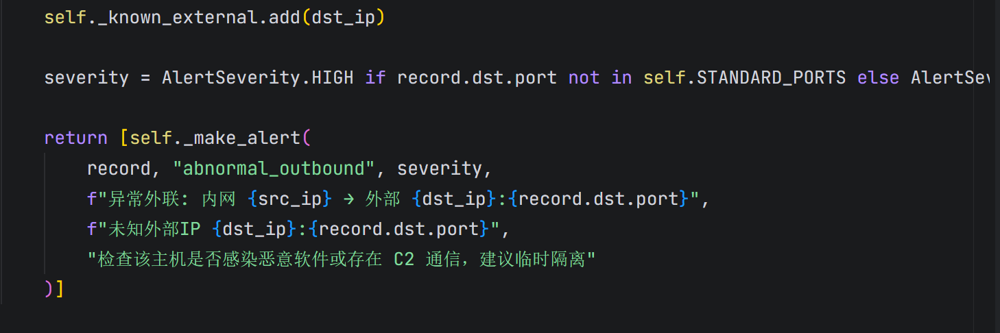 self._known_external.add(dst_ip)
severity = AlertSeverity.HIGH if record.dst.port not in self.STANDARD_PORTS else AlertSev
return [self._make_alert(
record, "abnormal_outbound", severity,
f"异常外联: 内网 {src_ip} → 外部 {dst_ip}:{record.dst.port}",
f"未知外部IP {dst_ip}:{record.dst.port}",
"检查该主机是否感染恶意软件或存在 C2 通信，建议临时隔离"
)]